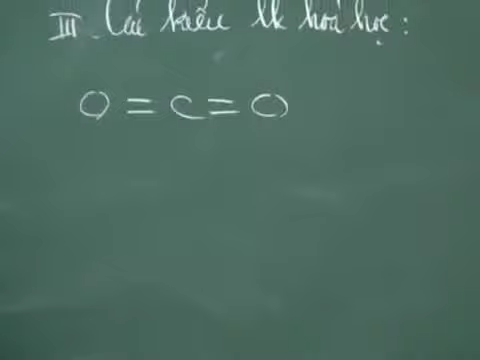 III. Các kiểu lk hoá học :
O = C = O